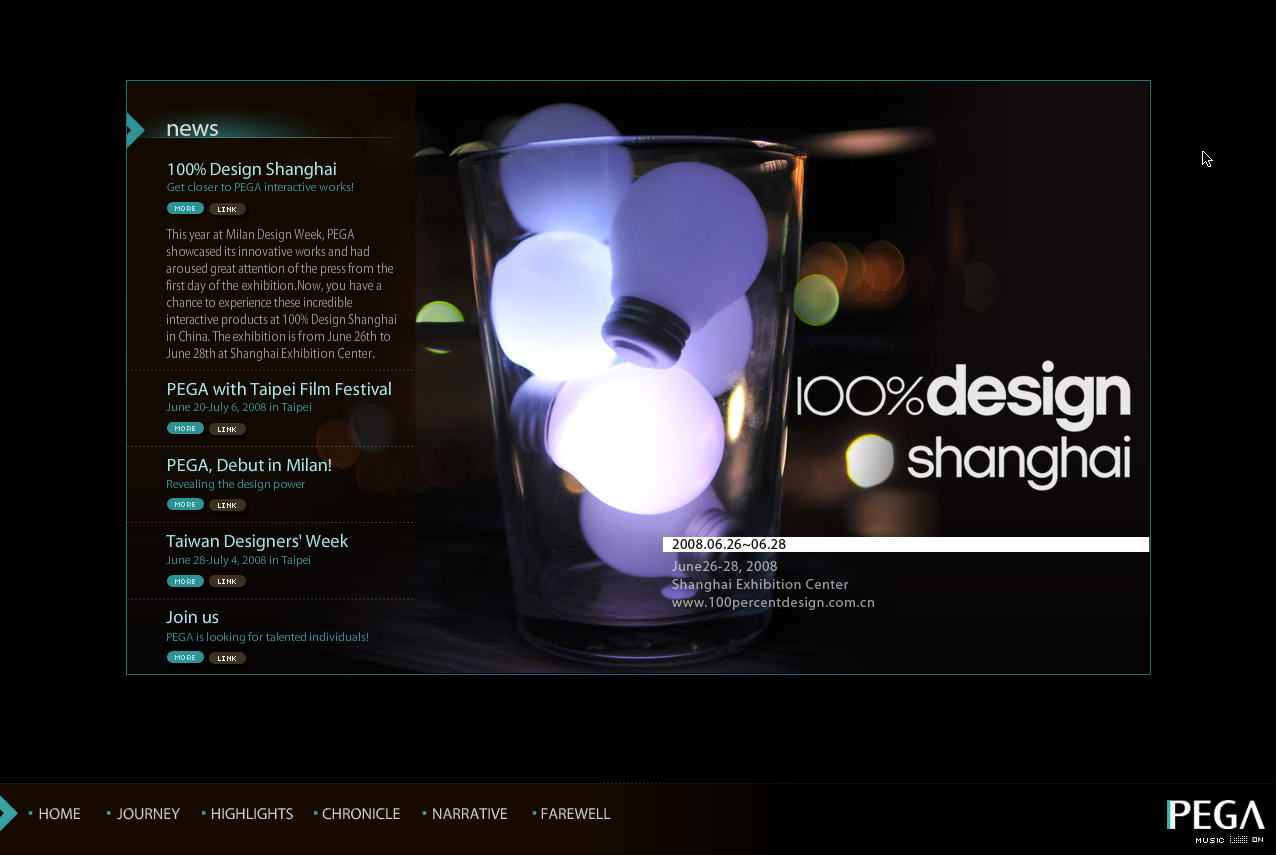 news
100% Design Shanghai
Get closer to PEGA interactive works!
MORE LINK
This year at Milan Design Week, PEGA
showcased its innovative works and had
aroused great attention of the press from the
first day of the exhibition.Now, you have a
chance to experience these incredible
interactive products at 100% Design Shanghai
in China. The exhibition is from June 26th to
June 28th at Shanghai Exhibition Center.
PEGA with Taipei Film Festival
June 20-July 6, 2008 in Taipei
MORE LINK
PEGA, Debut in Milan!
Revealing the design power
MORE LINK
Taiwan Designers' Week
June 28-July 4, 2008 in Taipei
MORE LINK
Join us
PEGA is looking for talented individuals!
MORE LINK
100%design
shanghai
2008.06.26~06.28
June26-28, 2008
Shanghai Exhibition Center
www.100percentdesign.com.cn
HOME JOURNEY HIGHLIGHTS CHRONICLE NARRATIVE FAREWELL
PEGA
MUSIC ON